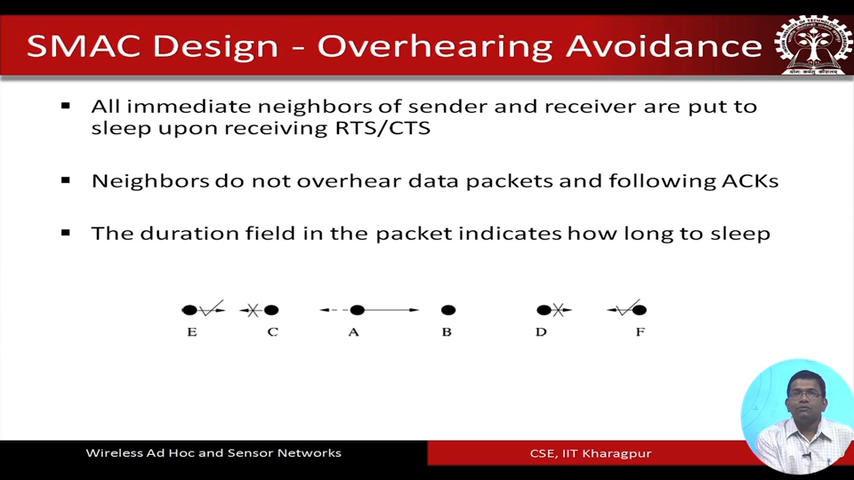 SMAC Design - Overhearing Avoidance
▪ All immediate neighbors of sender and receiver are put to
sleep upon receiving RTS/CTS
▪ Neighbors do not overhear data packets and following ACKs
▪ The duration field in the packet indicates how long to sleep
E C A B D F
Wireless Ad Hoc and Sensor Networks
CSE, IIT Kharagpur